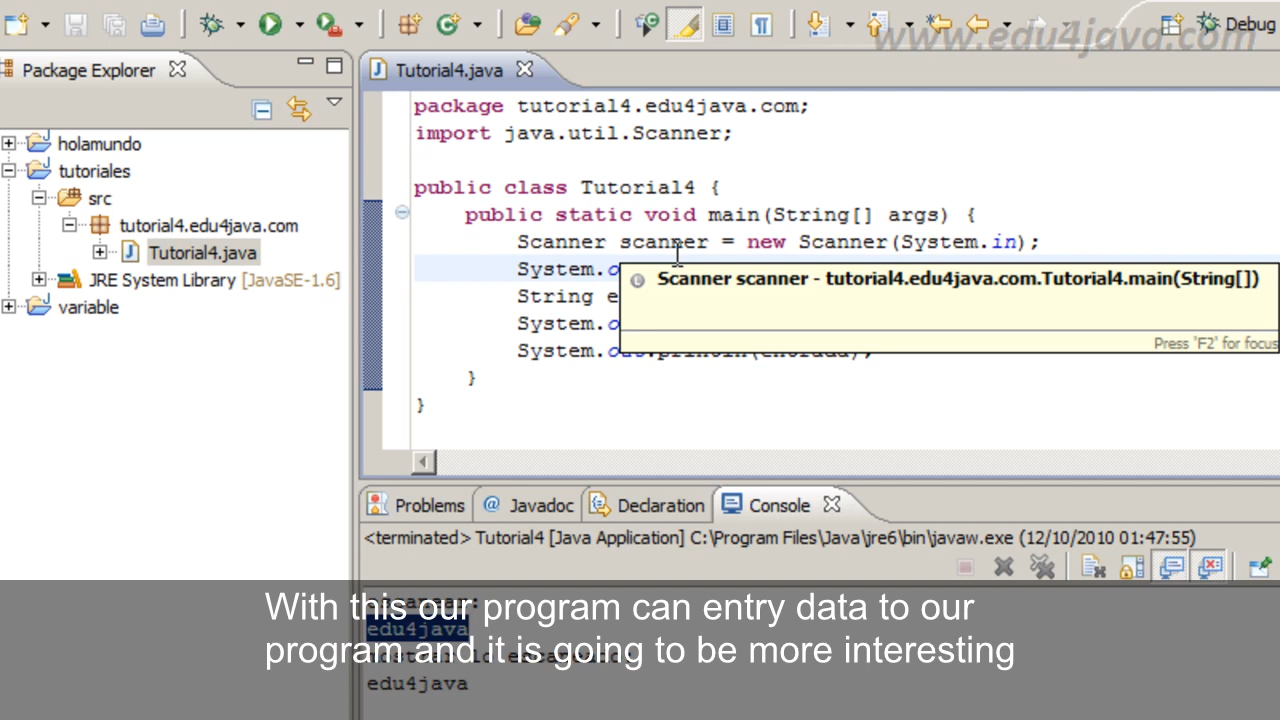 www.edu4java.com
Debug
Package Explorer
Tutorial4.java
holamundo
tutoriales
src
tutorial4.edu4java.com
Tutorial4.java
JRE System Library [JavaSE-1.6]
variable
package tutorial4.edu4java.com;
import java.util.Scanner;
public class Tutorial4 {
public static void main(String[] args) {
Scanner scanner = new Scanner(System.in);
System.o
String e
System.o
System.
}
}
Scanner scanner - tutorial4.edu4java.com.Tutorial4.main(String[])
Press 'F2' for focus
Problems
Javadoc
Declaration
Console
<terminated> Tutorial4 [Java Application] C:\Program Files\Java\jre6\bin\javaw.exe (12/10/2010 01:47:55)
With this our program can entry data to our
edu4java
program and it is going to be more interesting
edu4java